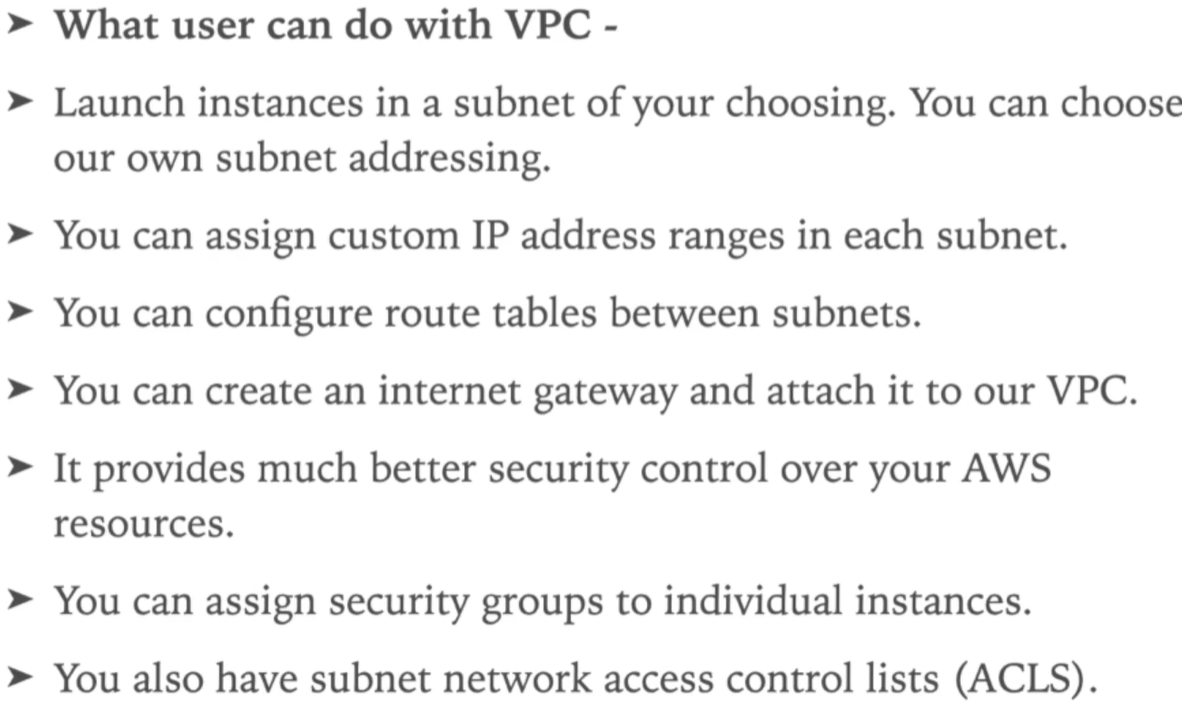 ➤ What user can do with VPC -
➤ Launch instances in a subnet of your choosing. You can choose
our own subnet addressing.
➤ You can assign custom IP address ranges in each subnet.
➤ You can configure route tables between subnets.
➤ You can create an internet gateway and attach it to our VPC.
➤ It provides much better security control over your AWS
resources.
➤ You can assign security groups to individual instances.
➤ You also have subnet network access control lists (ACLS).